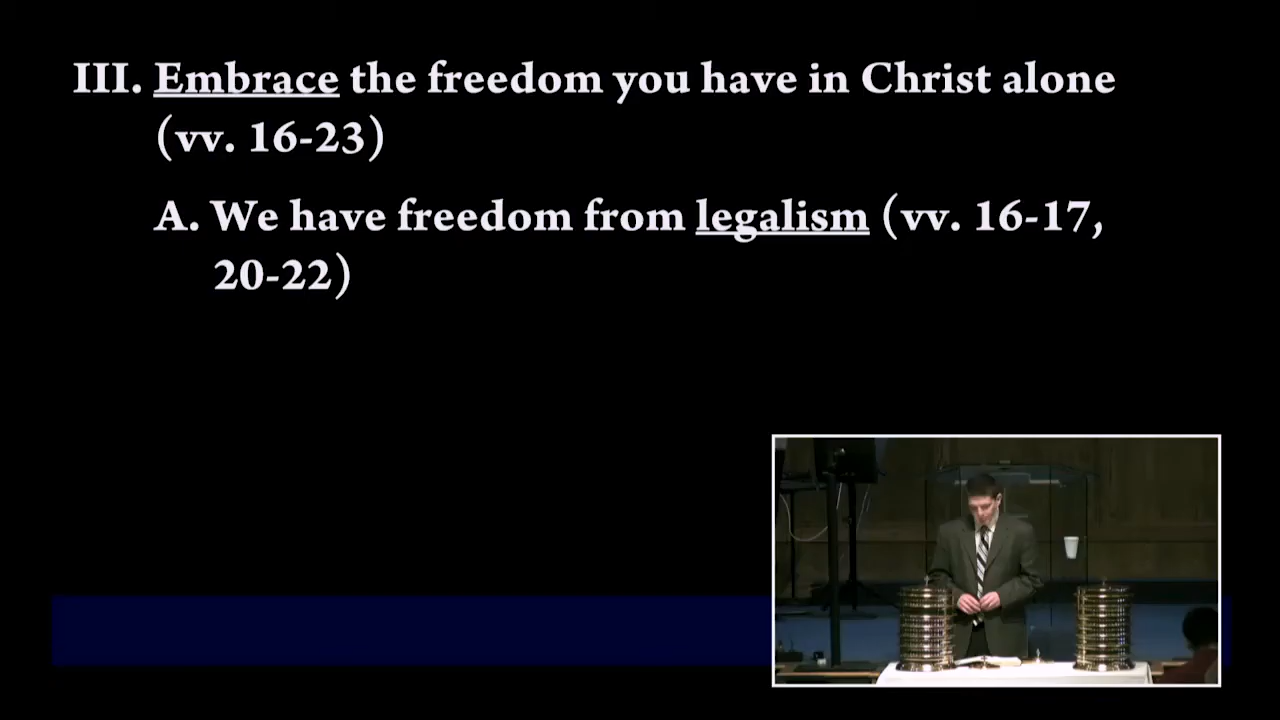 III. Embrace the freedom you have in Christ alone
(vv. 16-23)
A. We have freedom from legalism (vv. 16-17,
20-22)